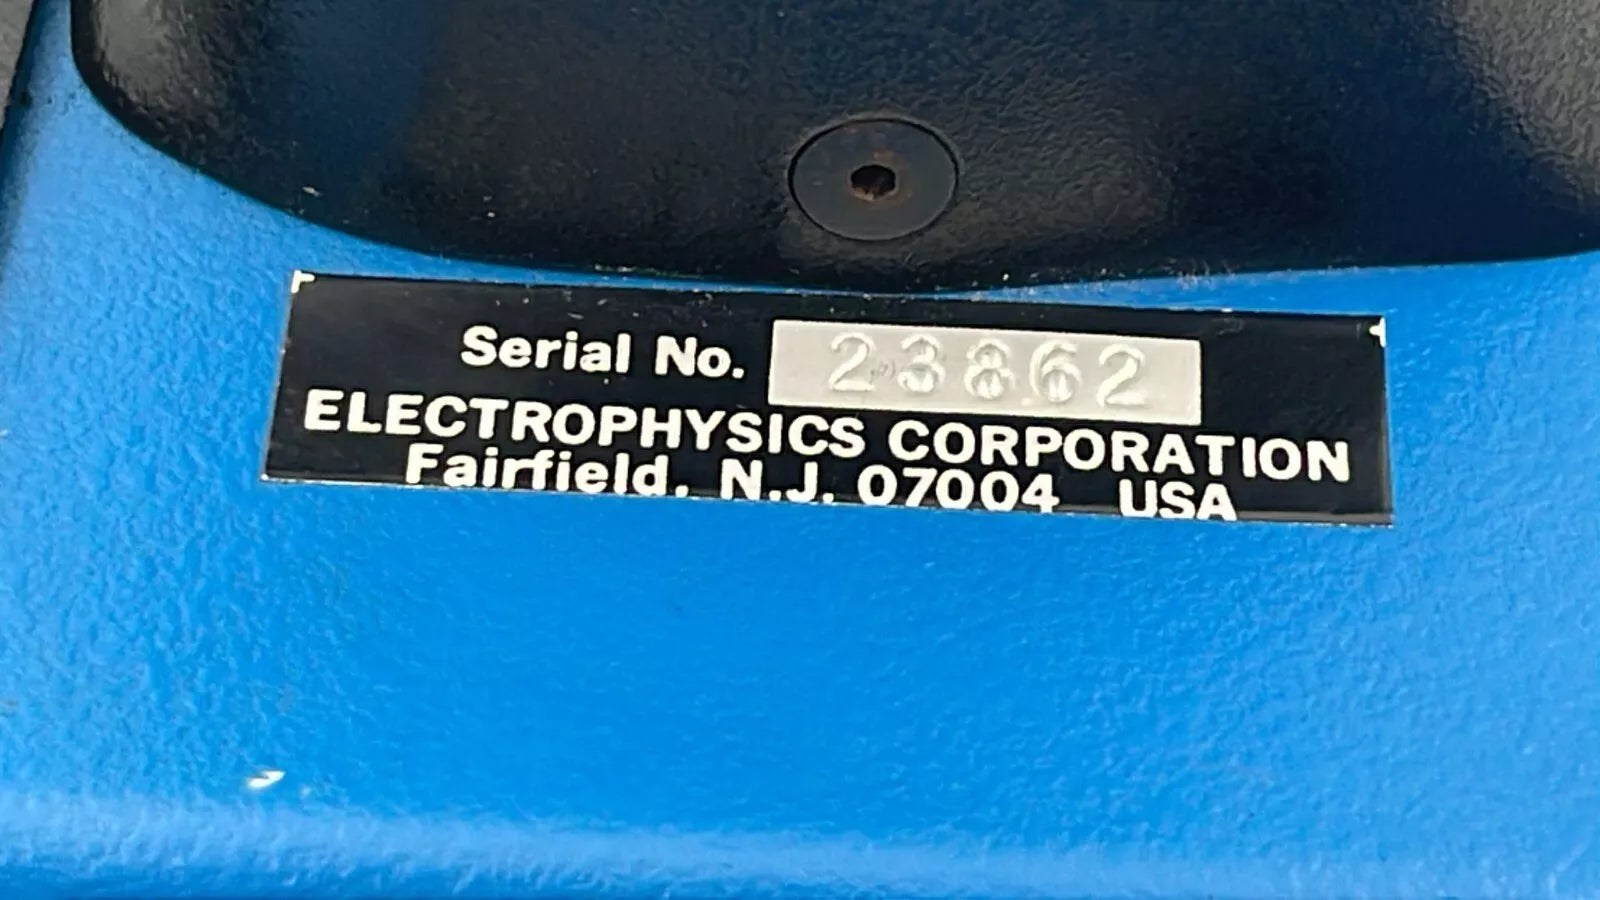 Serial No. 23862
ELECTROPHYSICS CORPORATION
Fairfield, N.J. 07004 USA